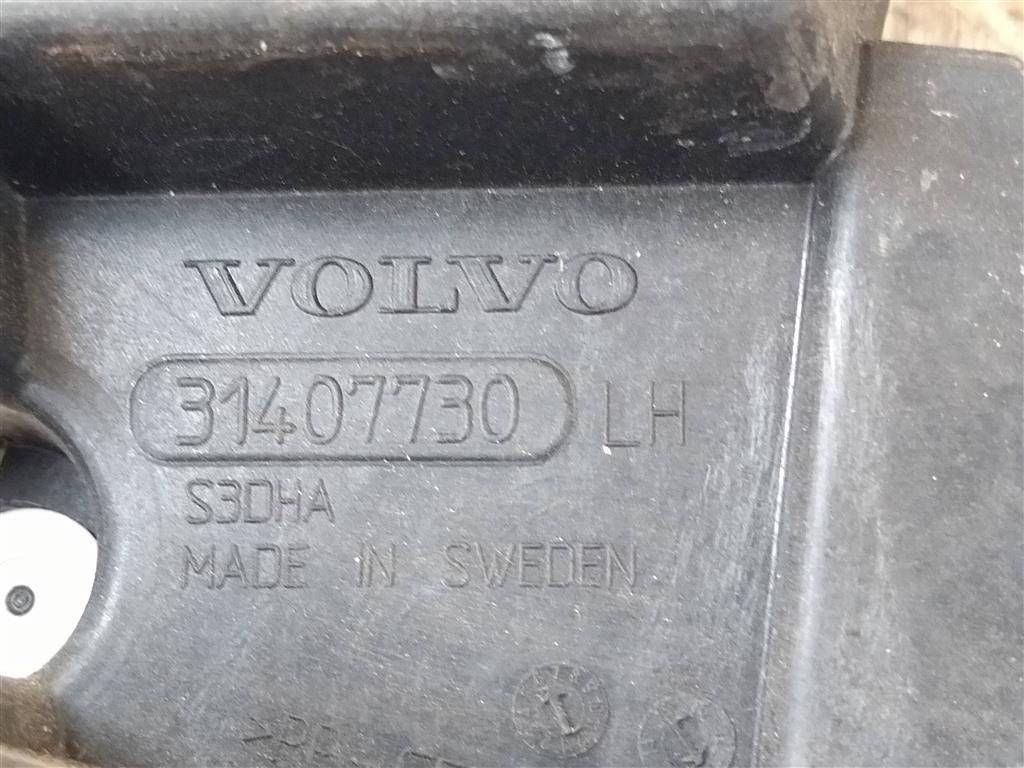 VOLVO
31407730 LH
S3DHA
MADE IN SWEDEN